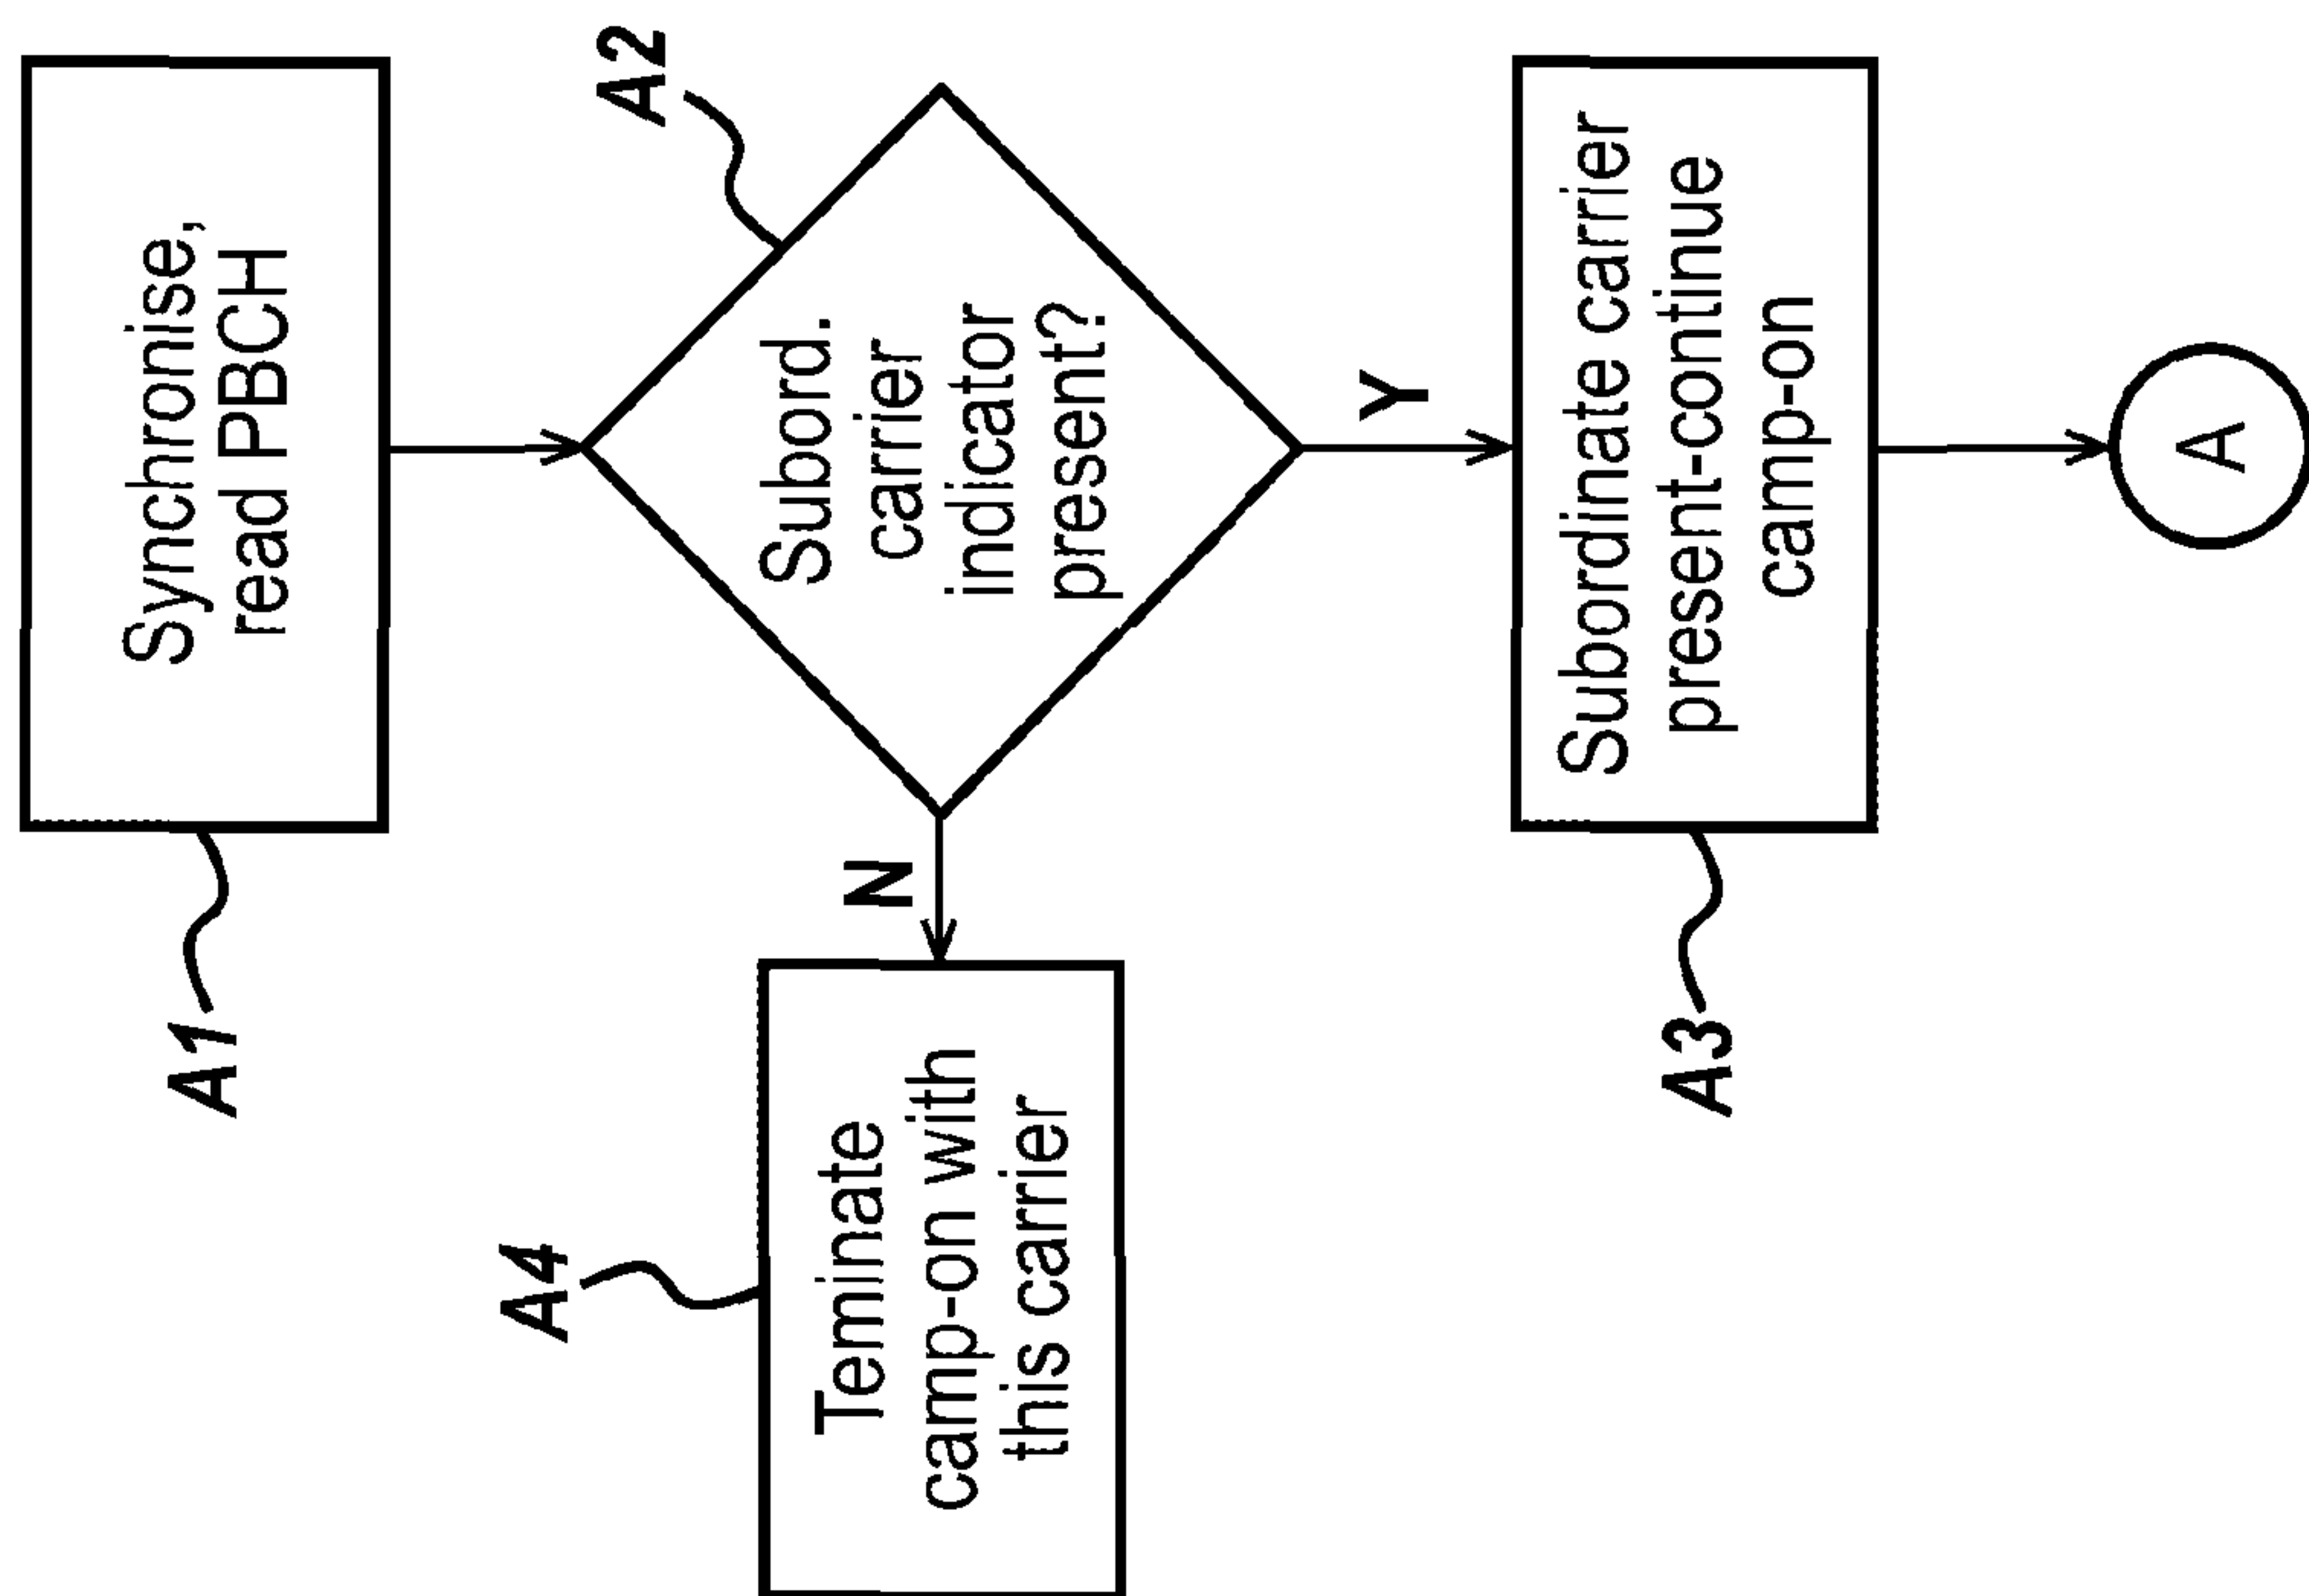 A1
Synchronise,
read PBCH
A2
Subord.
carrier
indicator
present?
N
Y
A4
Teminate
camp-on with
this carrier
A3
Subordinate carrier
present-continue
camp-on
A